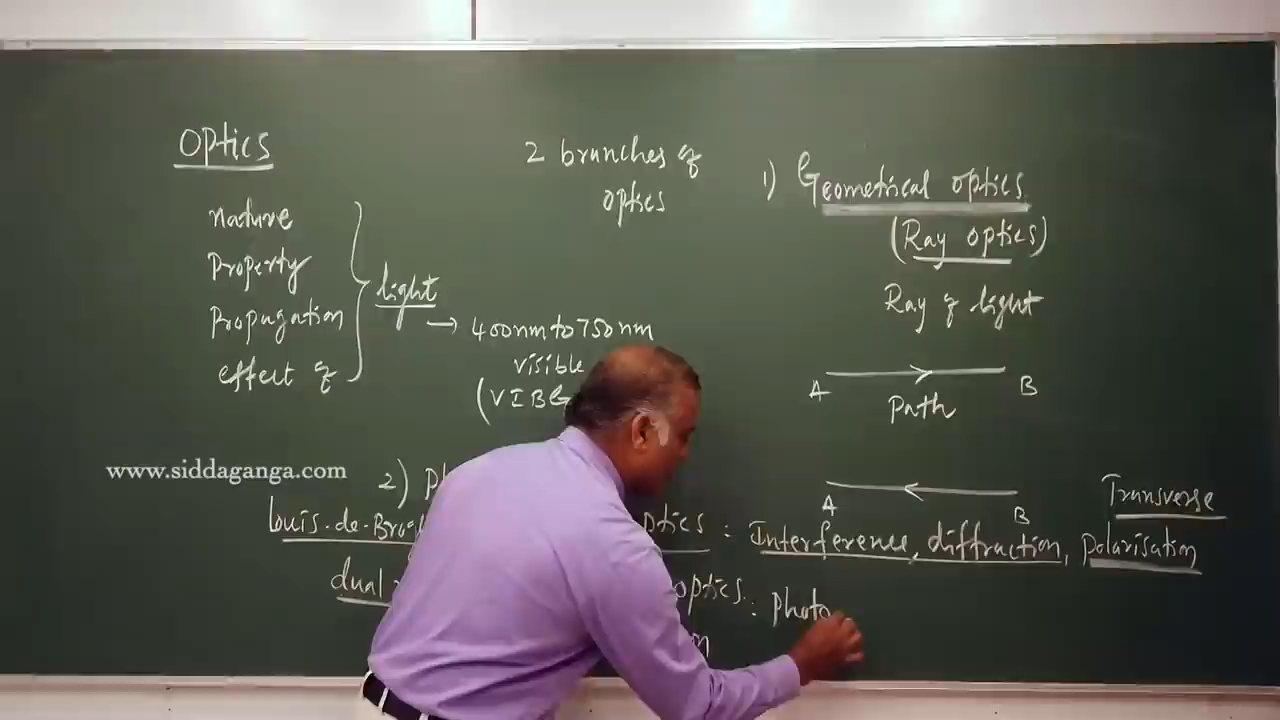 Optics
nature
Property
Propagation
effect of
light
→ 400nm to 750nm
visible
(VIBG
2 branches of
optics
1) Geometrical optics
(Ray optics)
Ray of light
A B
Path
A B
www.siddaganga.com
2)
Louis-de-Brog
dual
: Interference, diffraction, polarisation
Transverse
optics : Photo